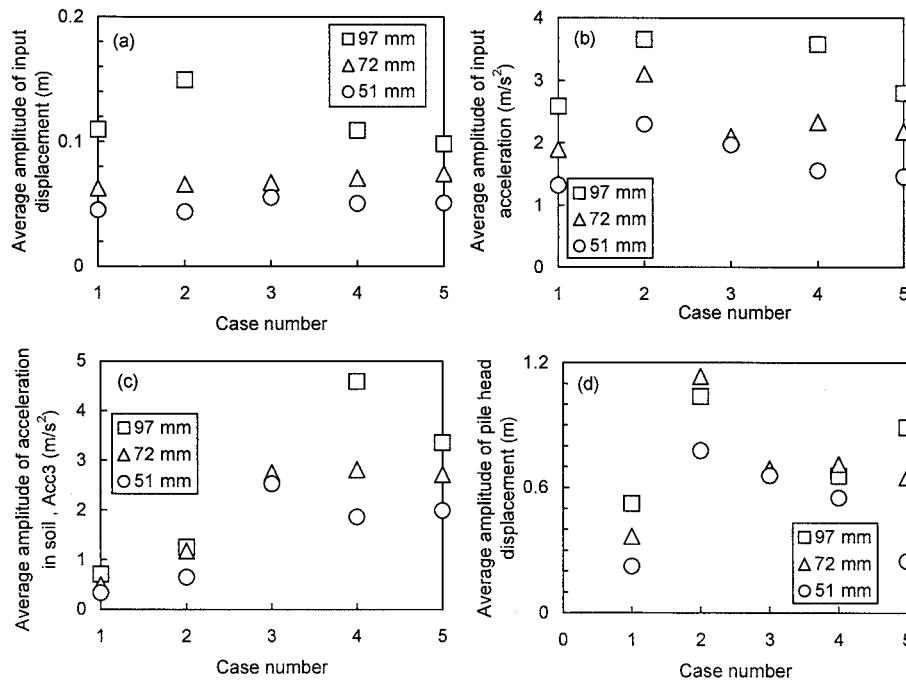 (a)
0.2
0.1
0
□ 97 mm
△ 72 mm
○ 51 mm
Average amplitude of input
displacement (m)
1 2 3 4 5
Case number
(b)
4
3
2
1
0
□ 97 mm
△ 72 mm
○ 51 mm
Average amplitude of input
acceleration (m/s²)
1 2 3 4 5
Case number
(c)
5
4
3
2
1
0
□ 97 mm
△ 72 mm
○ 51 mm
Average amplitude of acceleration
in soil , Acc3 (m/s²)
1 2 3 4 5
Case number
(d)
1.2
0.6
0
□ 97 mm
△ 72 mm
○ 51 mm
Average amplitude of pile head
displacement (m)
0 1 2 3 4 5
Case number